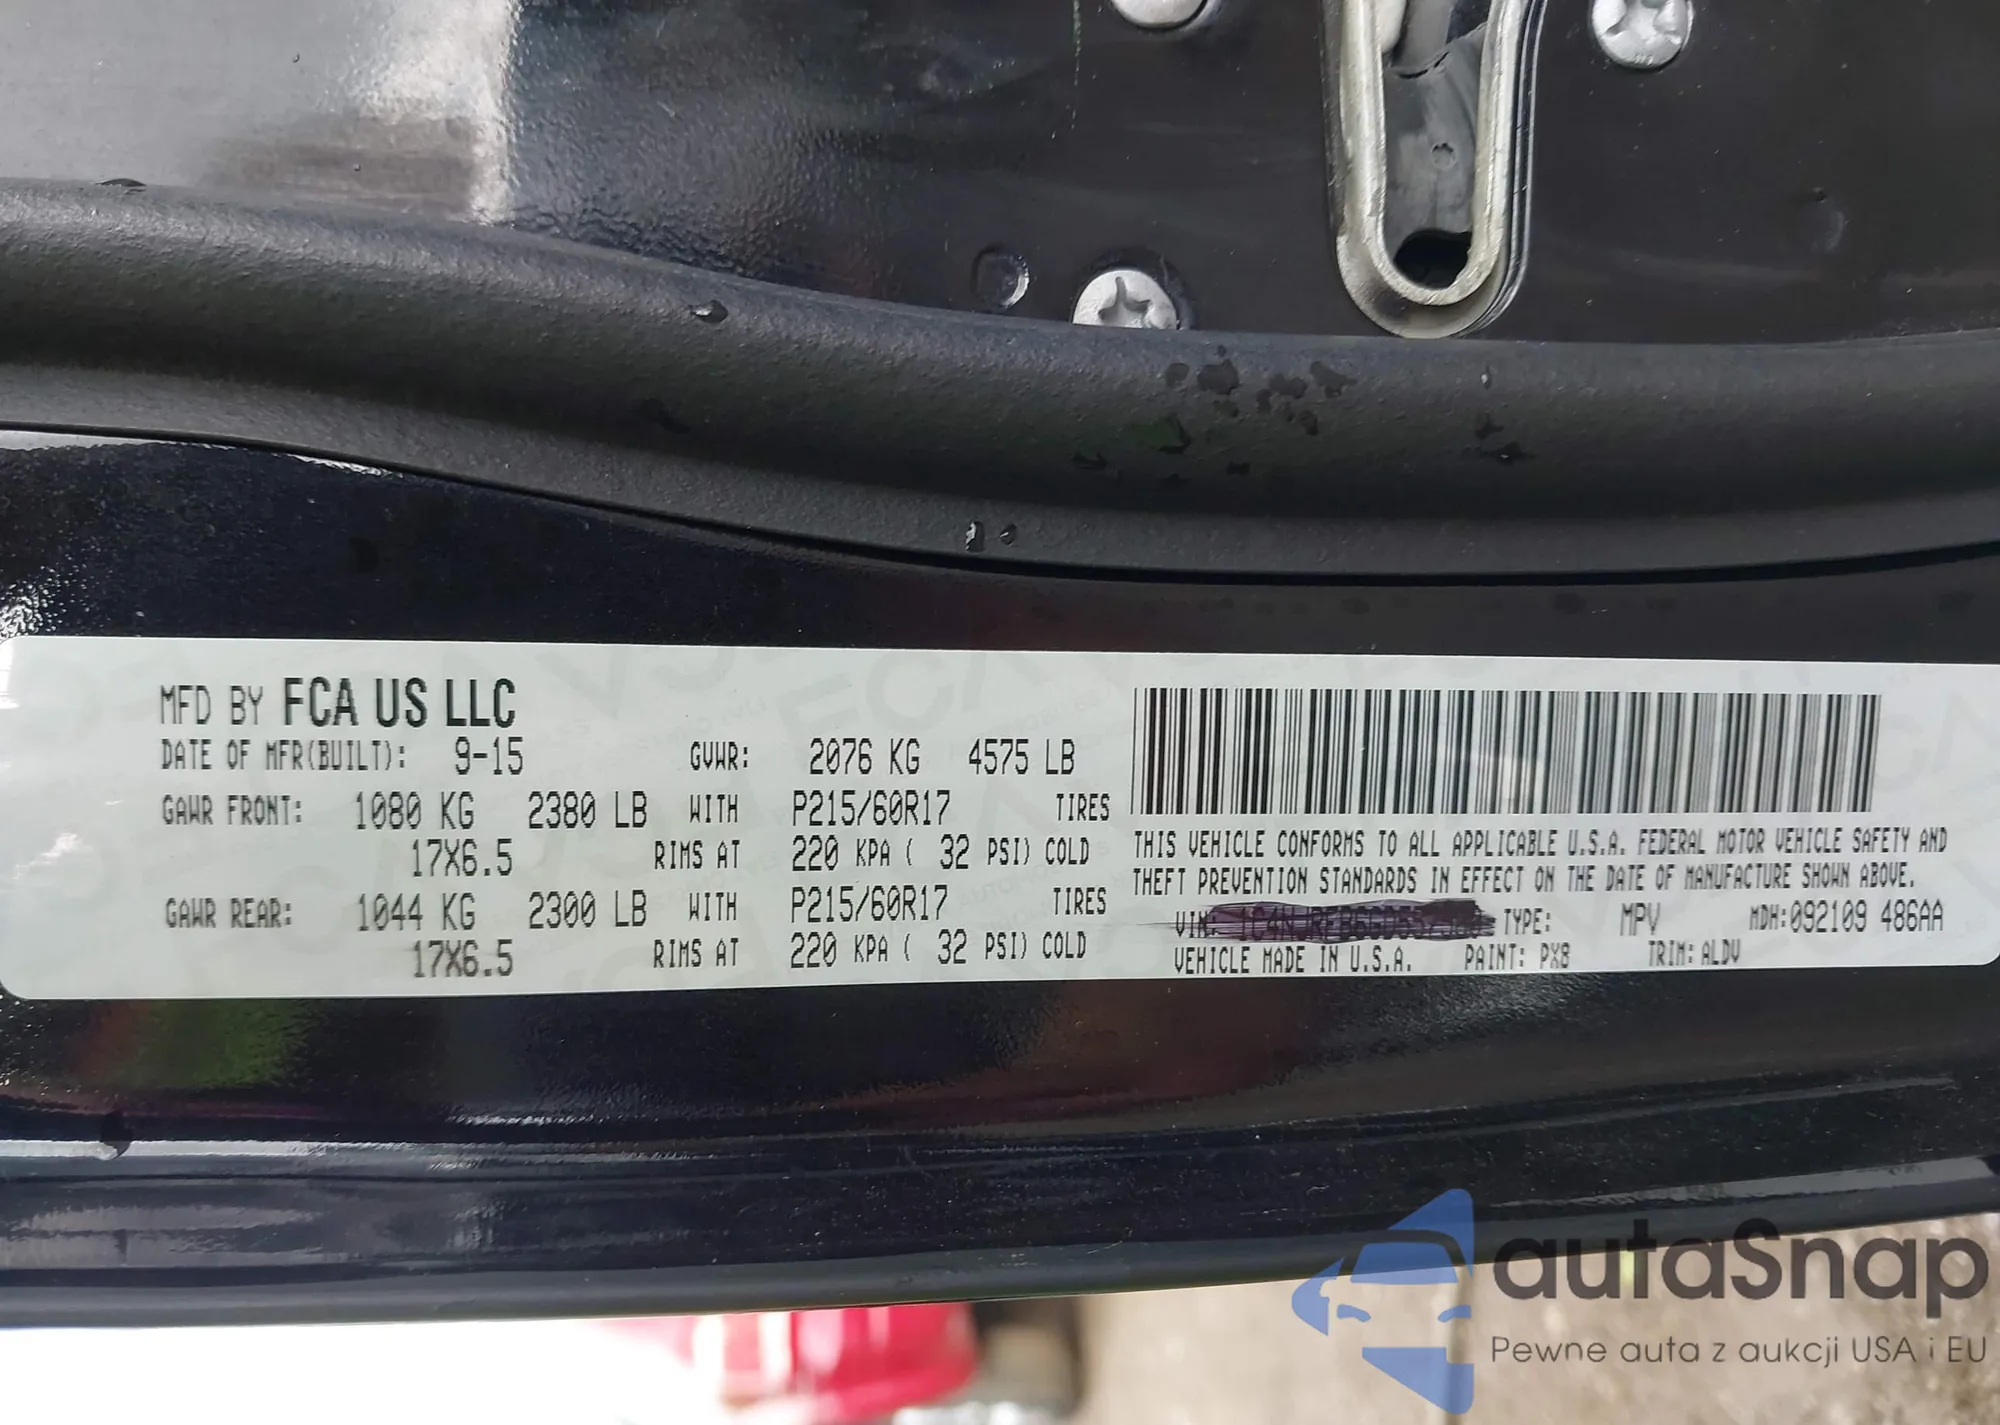 MFD BY FCA US LLC
DATE OF MFR(BUILT): 9-15 GVWR: 2076 KG 4575 LB
GAWR FRONT: 1080 KG 2380 LB WITH P215/60R17 TIRES
17X6.5 RIMS AT 220 KPA ( 32 PSI) COLD
GAWR REAR: 1044 KG 2300 LB WITH P215/60R17 TIRES
17X6.5 RIMS AT 220 KPA ( 32 PSI) COLD
THIS VEHICLE CONFORMS TO ALL APPLICABLE U.S.A. FEDERAL MOTOR VEHICLE SAFETY AND
THEFT PREVENTION STANDARDS IN EFFECT ON THE DATE OF MANUFACTURE SHOWN ABOVE.
VIN: TYPE: MPV MDH: 092109 486AA
VEHICLE MADE IN U.S.A. PAINT: PX8 TRIM: ALDV
autaSnap
Pewne auta z aukcji USA i EU